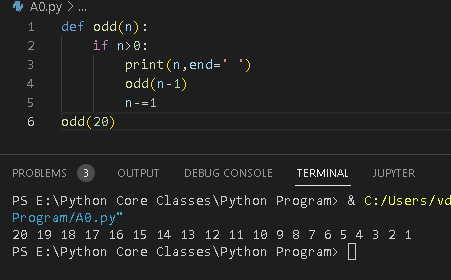 A0.py > ...
1 def odd(n):
2 if n>0:
3 print(n,end=' ')
4 odd(n-1)
5 n-=1
6 odd(20)
PROBLEMS 3 OUTPUT DEBUG CONSOLE TERMINAL JUPYTER
PS E:\Python Core Classes\Python Program> & C:/Users/vd
Program/A0.py"
20 19 18 17 16 15 14 13 12 11 10 9 8 7 6 5 4 3 2 1
PS E:\Python Core Classes\Python Program>